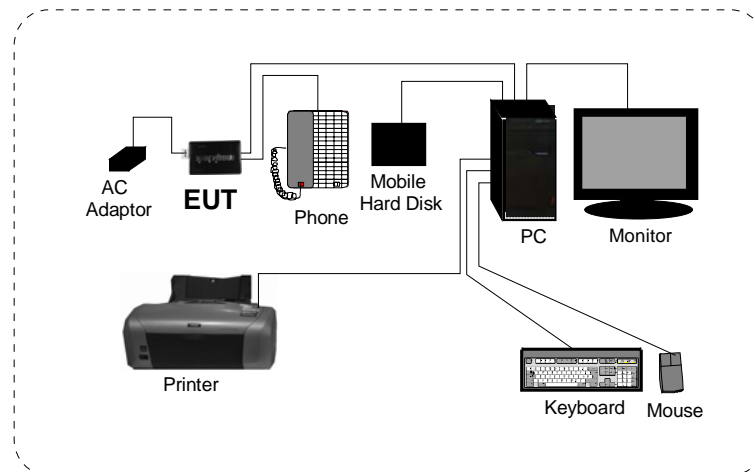 AC
Adaptor
EUT
Phone
Mobile
Hard Disk
PC
Monitor
Printer
Keyboard
Mouse